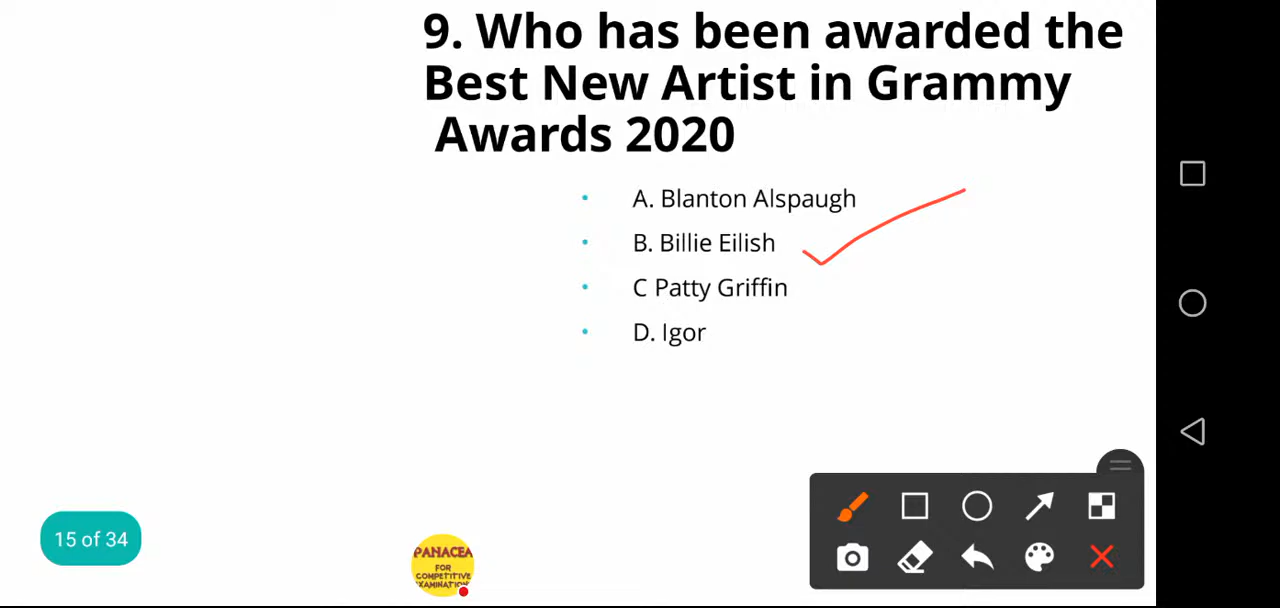 9. Who has been awarded the
Best New Artist in Grammy
Awards 2020
• A. Blanton Alspaugh
• B. Billie Eilish
• C Patty Griffin
• D. Igor
15 of 34
PANACEA
FOR
COMPETITIVE
EXAMINATION